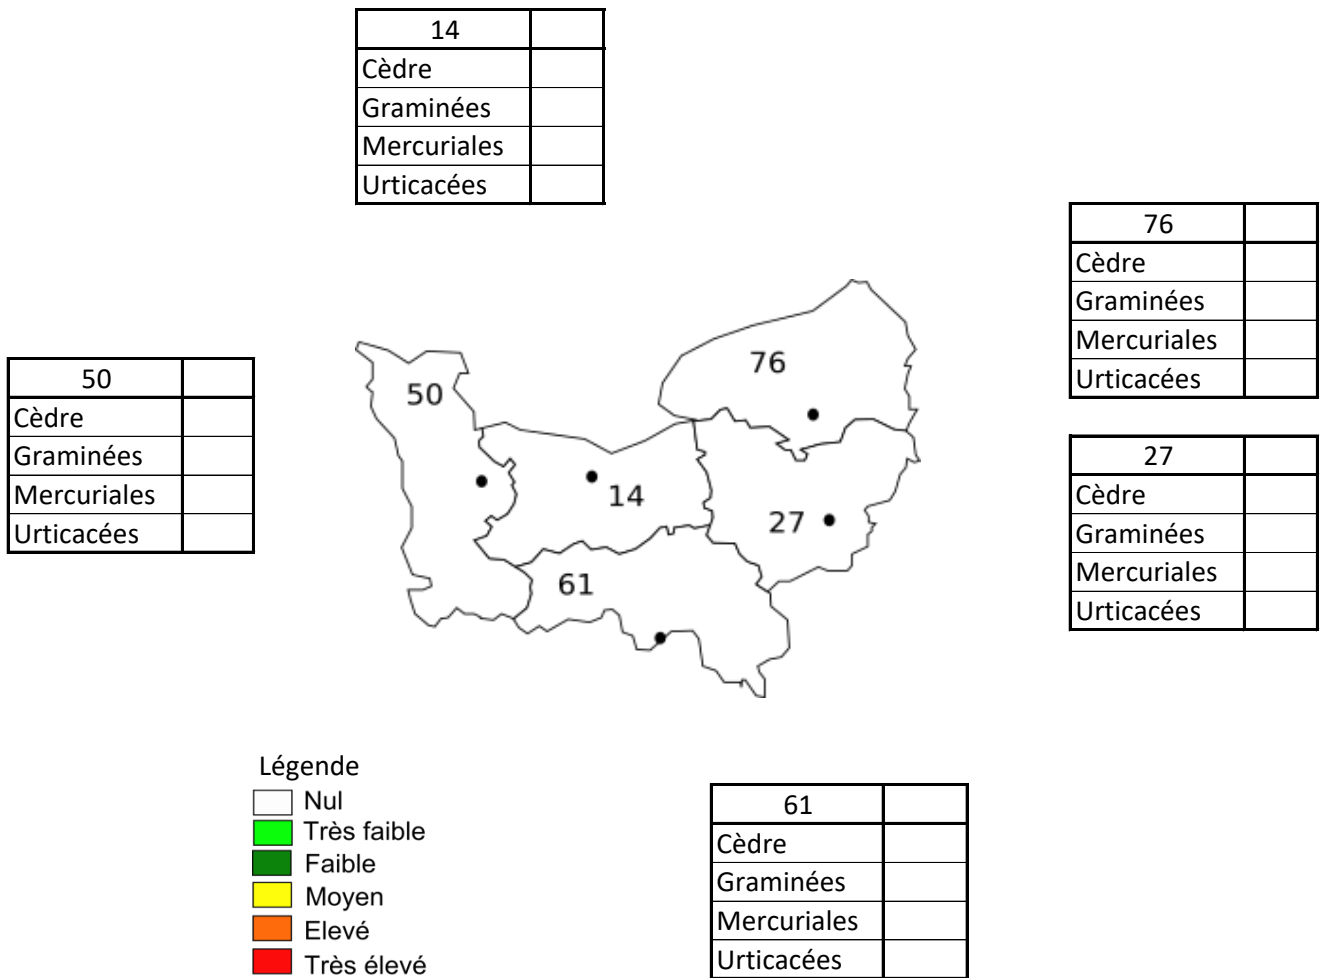 14
Cèdre
Graminées
Mercuriales
Urticacées
76
Cèdre
Graminées
Mercuriales
Urticacées
50
Cèdre
Graminées
Mercuriales
Urticacées
27
Cèdre
Graminées
Mercuriales
Urticacées
76
50
14
27
61
Légende
Nul
Très faible
Faible
Moyen
Elevé
Très élevé
61
Cèdre
Graminées
Mercuriales
Urticacées